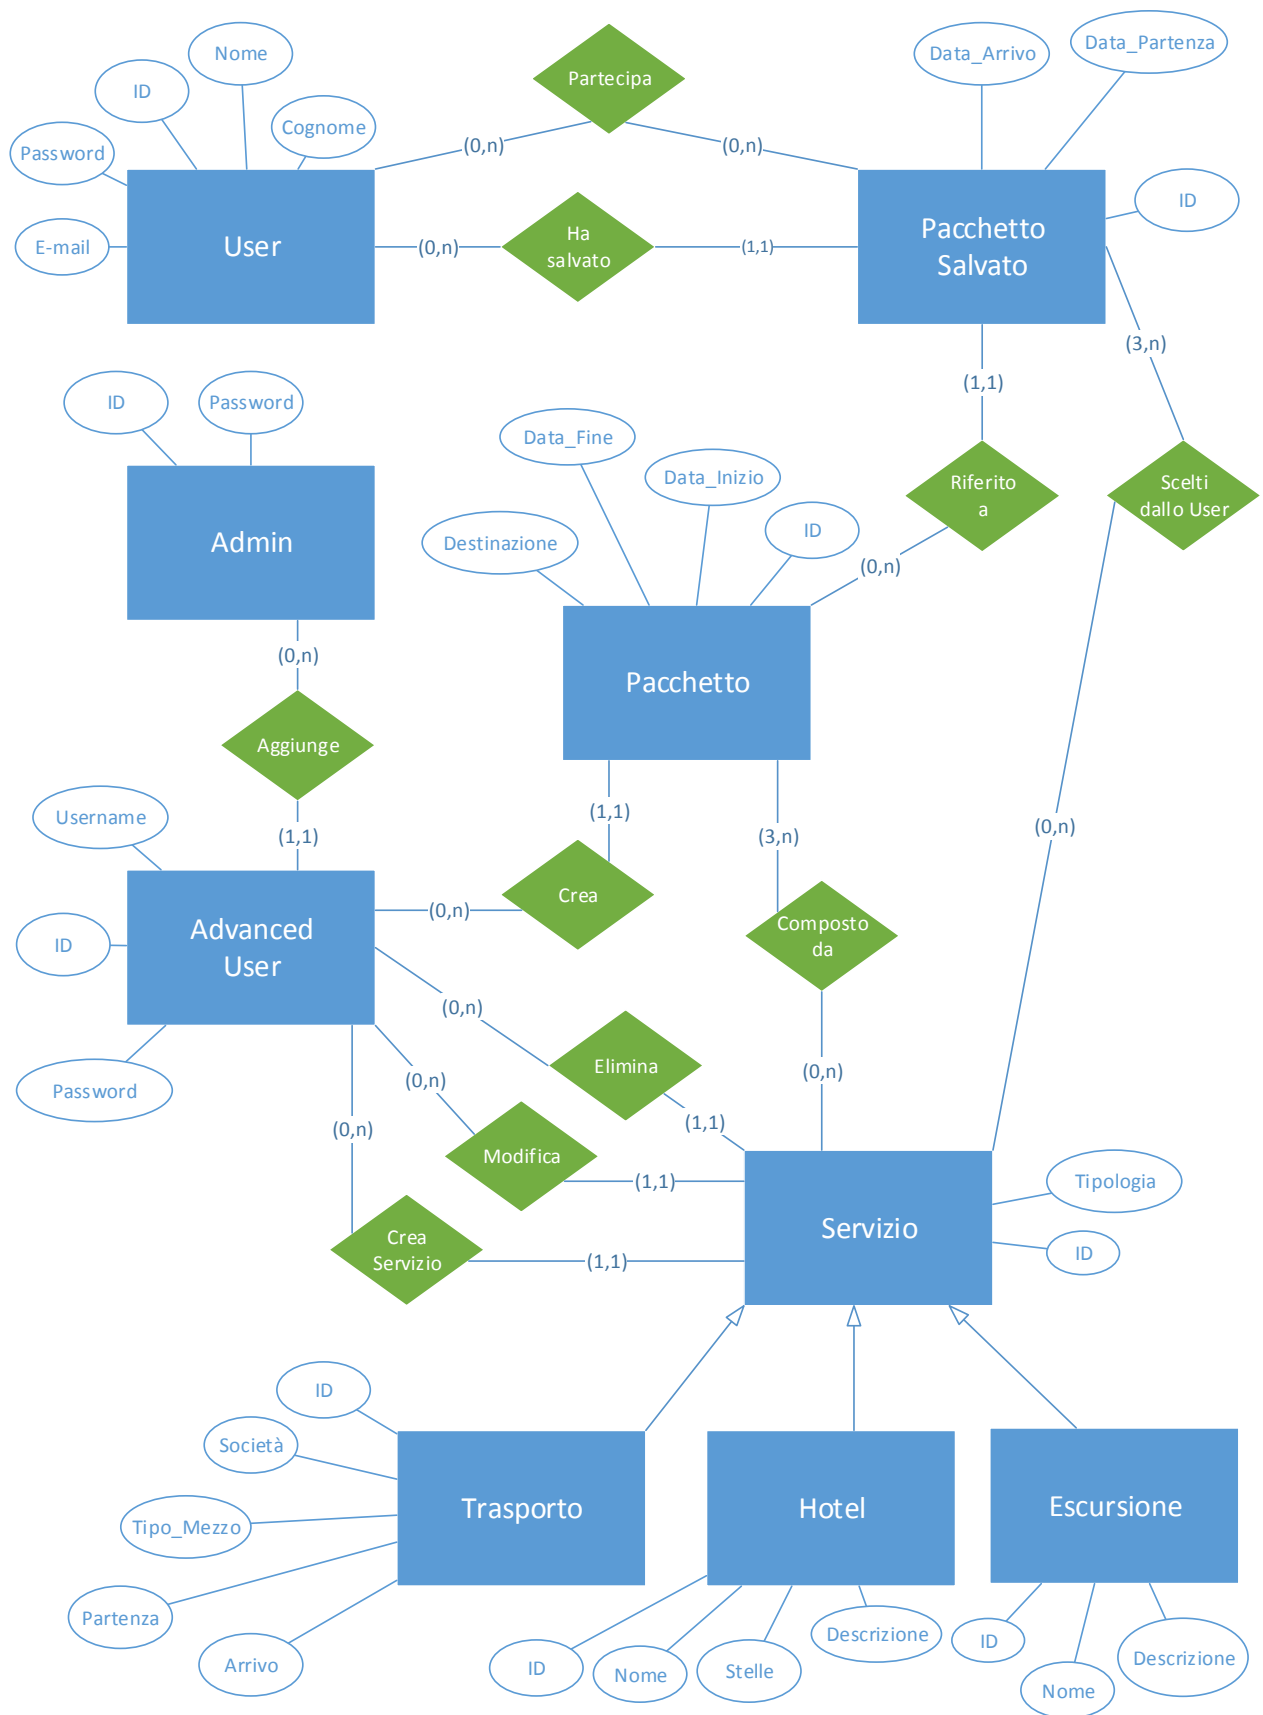 Nome
Partecipa
Data_Arrivo
Data_Partenza
ID
Cognome
Password
(0,n)
(0,n)
ID
E-mail
User
(0,n)
Ha
salvato
(1,1)
Pacchetto
Salvato
(3,n)
(1,1)
ID
Password
Data_Fine
Data_Inizio
Riferito
a
Scelti
dallo User
Admin
Destinazione
ID
(0,n)
(0,n)
Pacchetto
Aggiunge
Username
(1,1)
(1,1)
(3,n)
(0,n)
Crea
(0,n)
Advanced
User
ID
Composto
da
(0,n)
Elimina
(0,n)
Password
(0,n)
(0,n)
(1,1)
Modifica
(1,1)
Tipologia
Servizio
Crea
Servizio
(1,1)
ID
ID
Società
Trasporto
Hotel
Escursione
Tipo_Mezzo
Partenza
Arrivo
Descrizione
ID
Nome
Stelle
ID
Descrizione
Nome